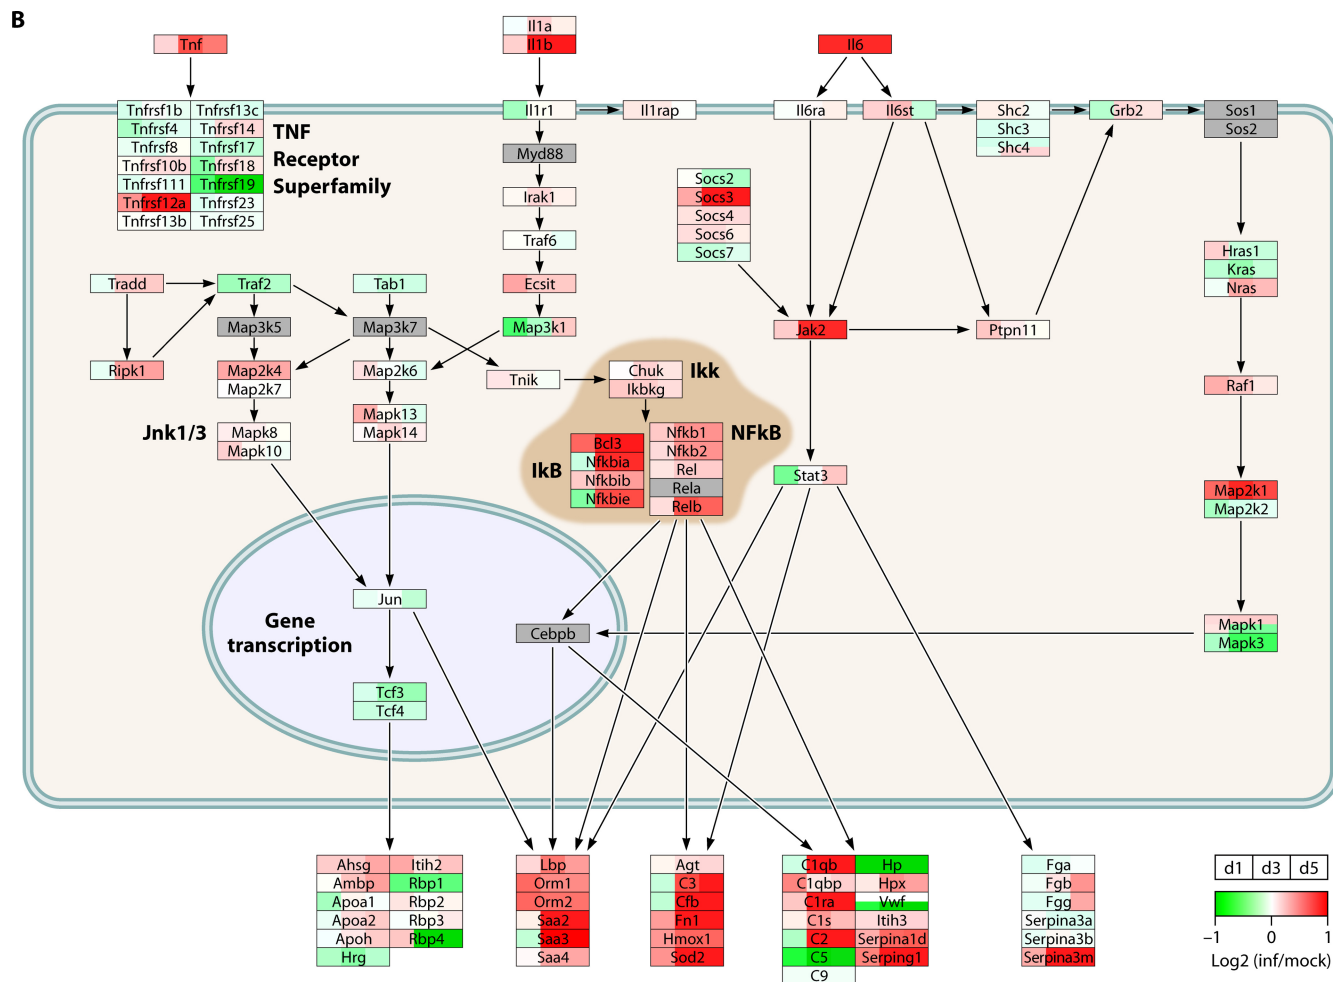 B
Tnf
Il1a
Il1b
Il6
Tnfrsf1b Tnfrsf13c
Tnfrsf4 Tnfrsf14
Tnfrsf8 Tnfrsf17
Tnfrsf10b Tnfrsf18
Tnfrsf111 Tnfrsf19
Tnfrsf12a Tnfrsf23
Tnfrsf13b Tnfrsf25
TNF
Receptor
Superfamily
Il1r1
Il1rap
Il6ra
Il6st
Shc2
Shc3
Shc4
Grb2
Sos1
Sos2
Myd88
Irak1
Traf6
Ecsit
Map3k1
Socs2
Socs3
Socs4
Socs6
Socs7
Hras1
Kras
Nras
Tradd
Traf2
Tab1
Map3k5
Map3k7
Jak2
Ptpn11
Ripk1
Map2k4
Map2k7
Map2k6
Tnik
Chuk
Ikbkg
Ikk
Raf1
Jnk1/3
Mapk8
Mapk10
Mapk13
Mapk14
IkB
Bcl3
Nfkbia
Nfkbib
Nfkbie
Nfkb1
Nfkb2
Rel
Rela
Relb
NFkB
Stat3
Map2k1
Map2k2
Jun
Gene
transcription
Cebpb
Mapk1
Mapk3
Tcf3
Tcf4
Ahsg Itih2
Ambp Rbp1
Apoa1 Rbp2
Apoa2 Rbp3
Apoh Rbp4
Hrg
Lbp
Orm1
Orm2
Saa2
Saa3
Saa4
Agt
C3
Cfb
Fn1
Hmox1
Sod2
C1qb Hp
C1qbp Hpx
C1ra Vwf
C1s Itih3
C2 Serpina1d
C5 Serping1
C9
Fga
Fgb
Fgg
Serpina3a
Serpina3b
Serpina3m
d1 d3 d5
−1 0 1
Log2 (inf/mock)